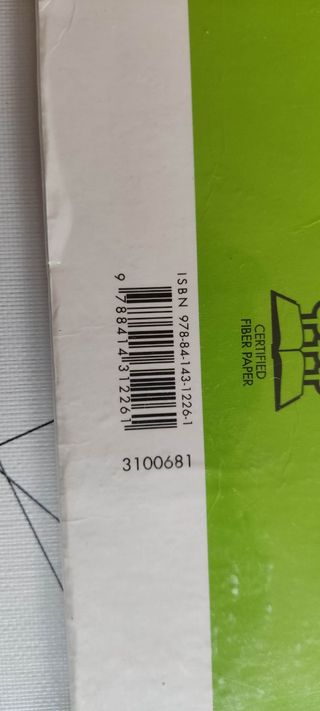 ISBN 978-84-143-1226-1
9 788414 312261
3100681
CERTIFIED
FIBER PAPER